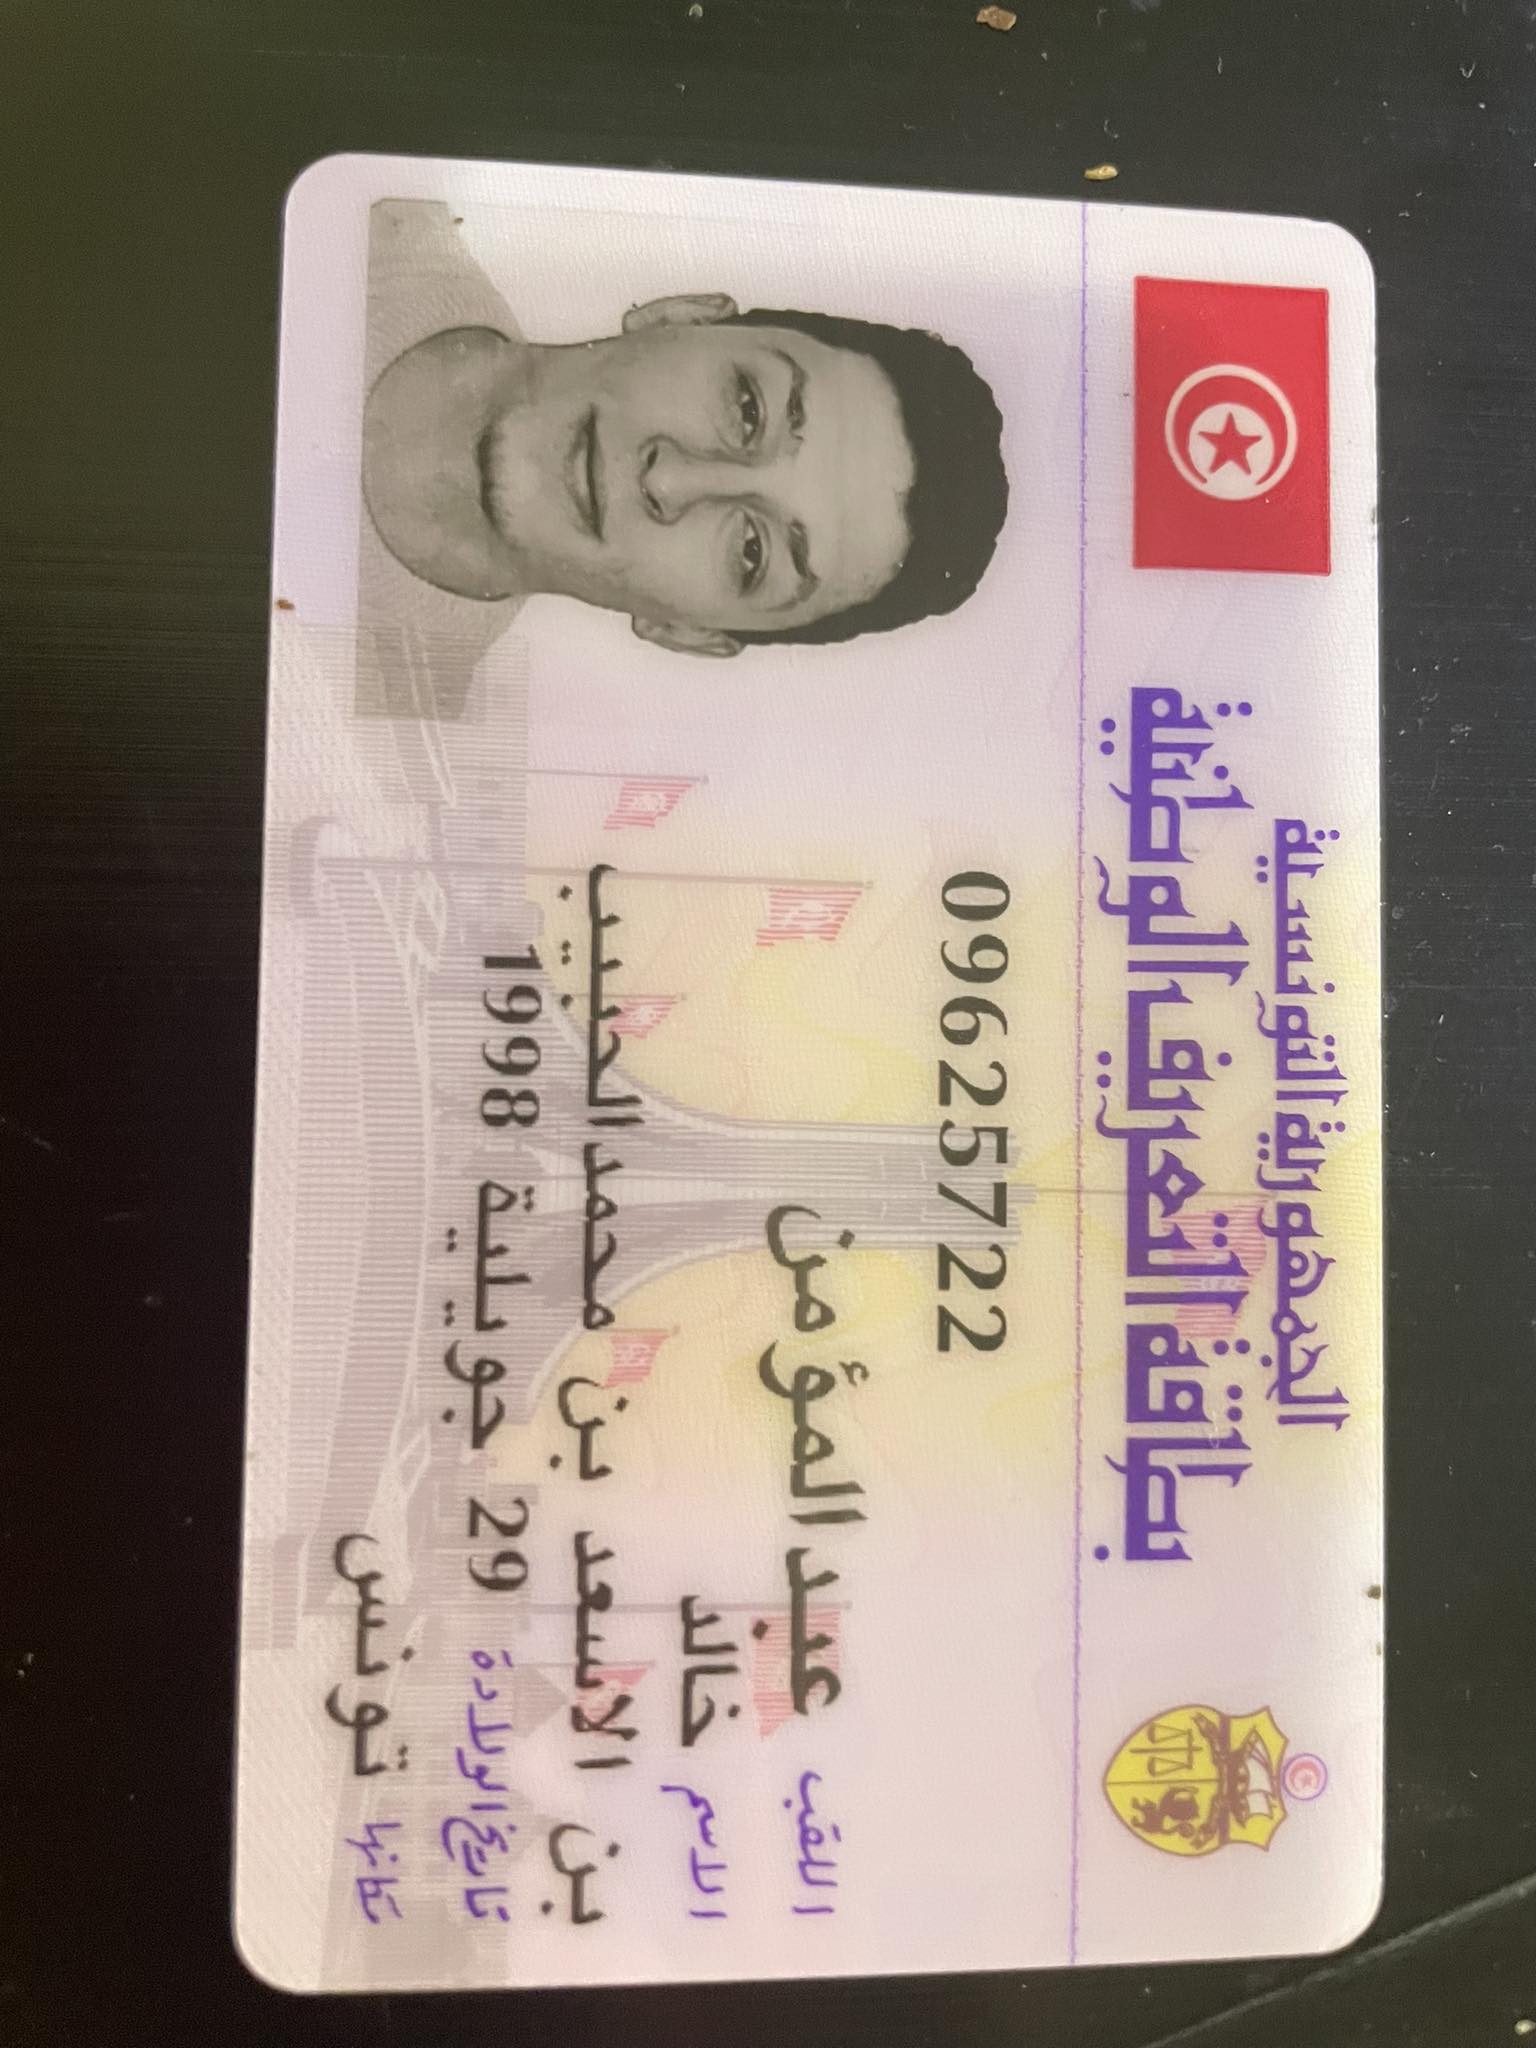 الجمهورية التونسية
بطاقة التعريف الوطنية
09625722
اللقب عبد المؤمن
الاسم خالد
بن الاسعد بن محمد الحبيب
تاريخ الولادة 29 جويلية 1998
مكانها تونس